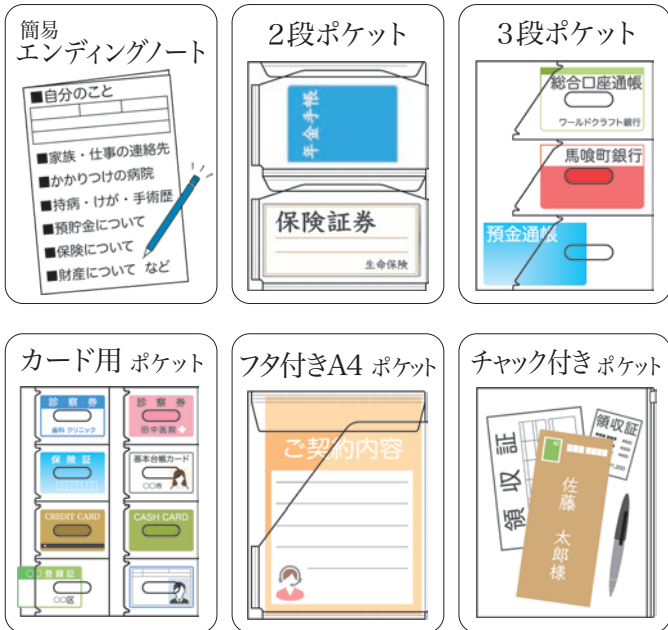 簡易
エンディングノート
■自分のこと
■家族・仕事の連絡先
■かかりつけの病院
■持病・けが・手術歴
■預貯金について
■保険について
■財産について など
2段ポケット
年金手帳
保険証券
生命保険
3段ポケット
総合口座通帳
ワールドクラフト銀行
馬喰町銀行
預金通帳
カード用 ポケット
診察券
歯科 クリニック
診察券
田中医院
保険証
基本台帳カード
〇〇市
CREDIT CARD
CASH CARD
〇〇登録証
〇〇区
フタ付きA4 ポケット
ご契約内容
チャック付き ポケット
領収証
領収証
佐藤 太郎様